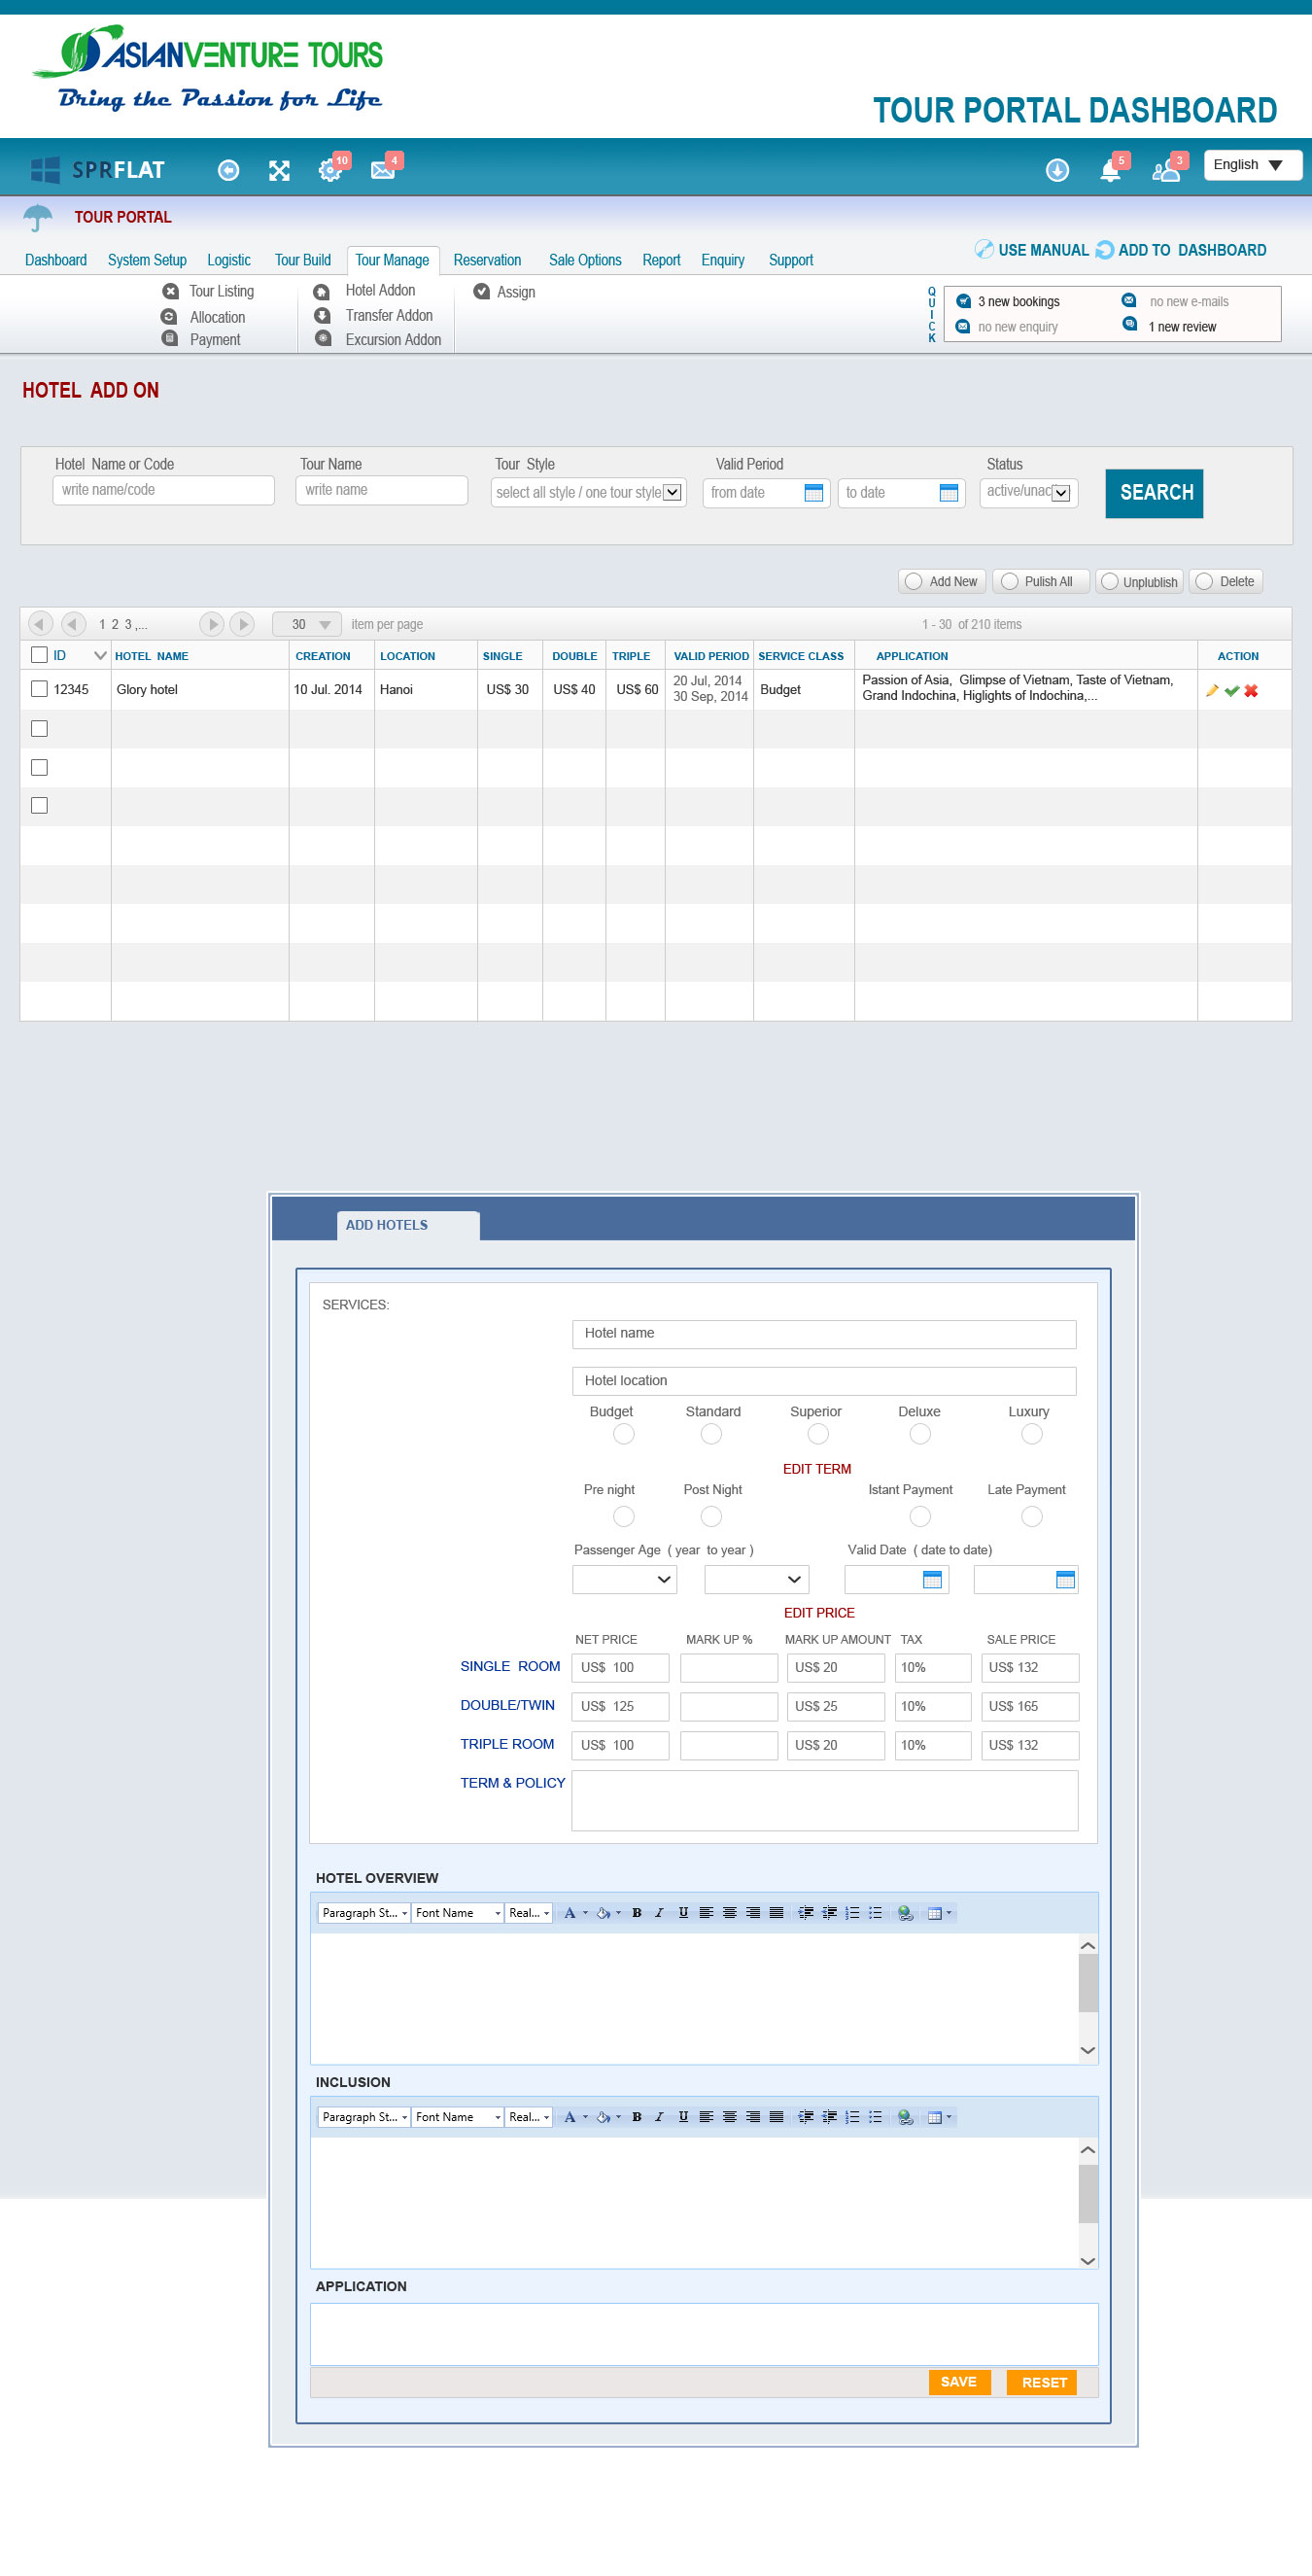 ASIANVENTURE TOURS
Bring the Passion for Life
TOUR PORTAL DASHBOARD
SPRFLAT
10
4
5
3
English
TOUR PORTAL
Dashboard System Setup Logistic Tour Build Tour Manage Reservation Sale Options Report Enquiry Support
USE MANUAL ADD TO DASHBOARD
Tour Listing
Allocation
Payment
Hotel Addon
Transfer Addon
Excursion Addon
Assign
QUICK
3 new bookings no new e-mails
no new enquiry 1 new review
HOTEL ADD ON
Hotel Name or Code Tour Name Tour Style Valid Period Status
write name/code write name select all style / one tour style from date to date active/unac
SEARCH
Add New Pulish All Unplublish Delete
1 2 3 ,... 30 item per page 1 - 30 of 210 items
ID HOTEL NAME CREATION LOCATION SINGLE DOUBLE TRIPLE VALID PERIOD SERVICE CLASS APPLICATION ACTION
12345 Glory hotel 10 Jul. 2014 Hanoi US$ 30 US$ 40 US$ 60
20 Jul, 2014
30 Sep, 2014
Budget
Passion of Asia, Glimpse of Vietnam, Taste of Vietnam,
Grand Indochina, Higlights of Indochina,...
ADD HOTELS
SERVICES:
Hotel name
Hotel location
Budget Standard Superior Deluxe Luxury
EDIT TERM
Pre night Post Night Istant Payment Late Payment
Passenger Age ( year to year ) Valid Date ( date to date)
EDIT PRICE
NET PRICE MARK UP % MARK UP AMOUNT TAX SALE PRICE
SINGLE ROOM US$ 100 US$ 20 10% US$ 132
DOUBLE/TWIN US$ 125 US$ 25 10% US$ 165
TRIPLE ROOM US$ 100 US$ 20 10% US$ 132
TERM & POLICY
HOTEL OVERVIEW
Paragraph St... Font Name Real... A B I U
INCLUSION
Paragraph St... Font Name Real... A B I U
APPLICATION
SAVE RESET